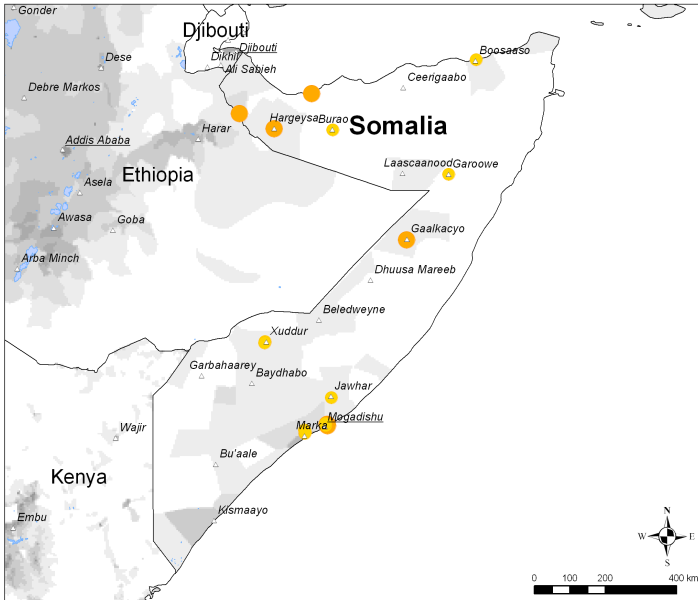 Gonder
Djibouti
Djibouti
Boosaaso
Dese
Dikhil
Ali Sabieh
Ceerigaabo
Debre Markos
Hargeysa
Burao
Somalia
Harar
Addis Ababa
Laascaanood
Garoowe
Ethiopia
Asela
Awasa
Goba
Gaalkacyo
Arba Minch
Dhuusa Mareeb
Beledweyne
Xuddur
Garbahaarey
Baydhabo
Jawhar
Mogadishu
Marka
Wajir
Bu'aale
Kenya
Kismaayo
Embu
N
W
E
S
0 100 200 400 km